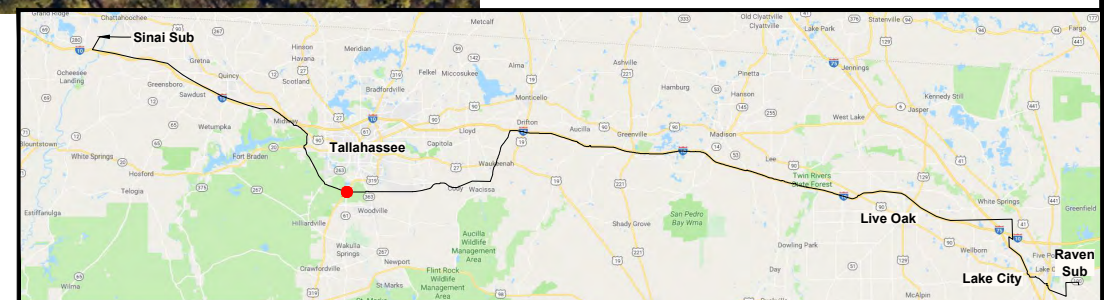 Grand Ridge
Chattahoochee
Metcalf
Old Clyattville
Clyattville
Statenville
Fargo
Sinai Sub
Lake Park
Hinson
Havana
Meridian
Alma
Ashville
Jennings
Gretna
Ocheesee
Landing
Greensboro
Quincy
Scotland
Felkel
Miccosukee
Pinetta
Sawdust
Bradfordville
Monticello
Hamburg
Hanson
Kennedy Still
Jasper
Midway
Drifton
West Lake
Wetumpka
Lloyd
Aucilla
Greenville
Madison
Blountstown
Tallahassee
Capitola
White Springs
Fort Braden
Waukeenah
Lee
Hosford
Twin Rivers
State Forest
Telogia
Cody
Wacissa
White Springs
Estiffanulga
Woodville
San Pedro
Bay Wma
Live Oak
Greenfield
Hilliardville
Shady Grove
Aucilla
Wildlife
Management
Area
Dowling Park
Wellborn
Five Po
Raven
Sub
Wakulla
Springs
Newport
Crawfordville
Flint Rock
Wildlife
Management
Area
Day
Lake C
Lake City
Wilma
St Marks
McAlpin